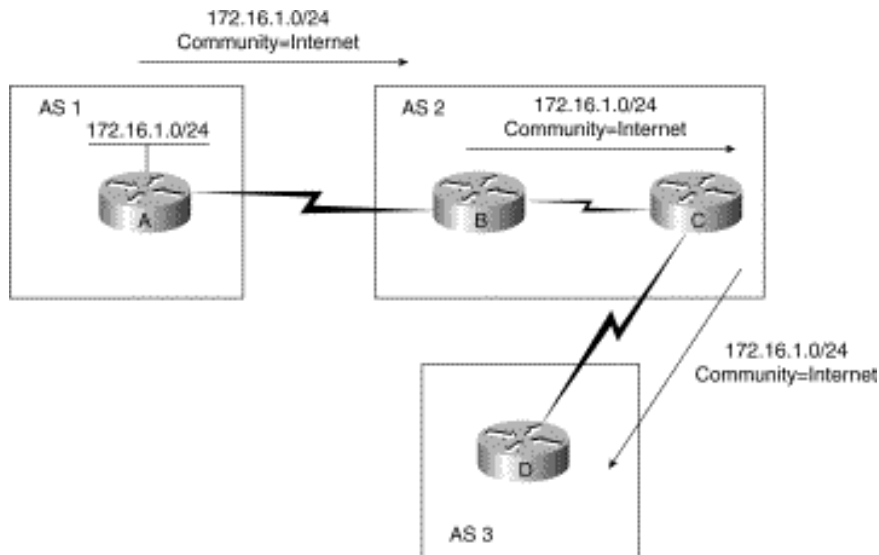 172.16.1.0/24
Community=Internet
AS 1
172.16.1.0/24
A
AS 2
172.16.1.0/24
Community=Internet
B
C
172.16.1.0/24
Community=Internet
D
AS 3